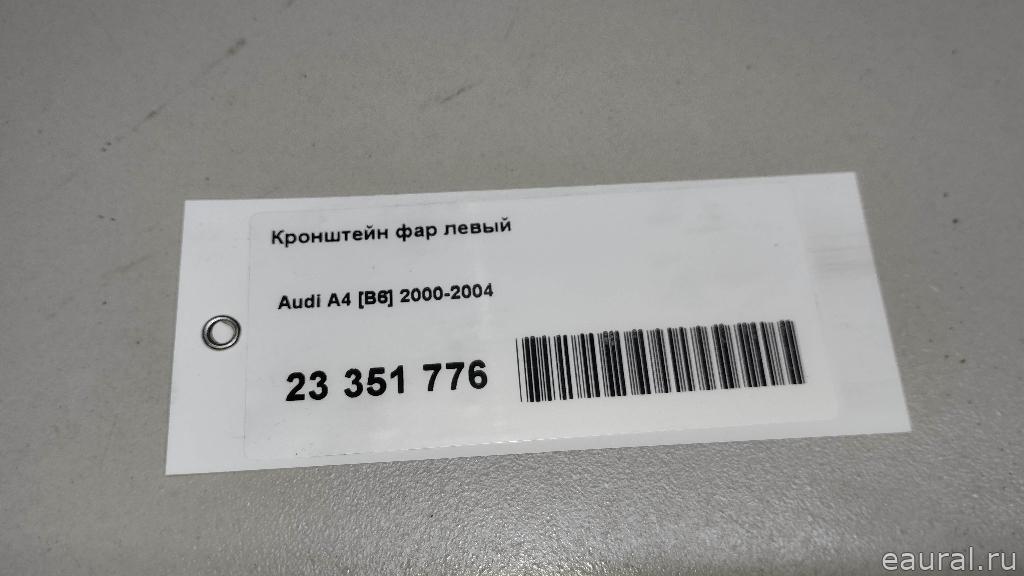 Кронштейн фар левый
Audi A4 [B6] 2000-2004
23 351 776
eaural.ru